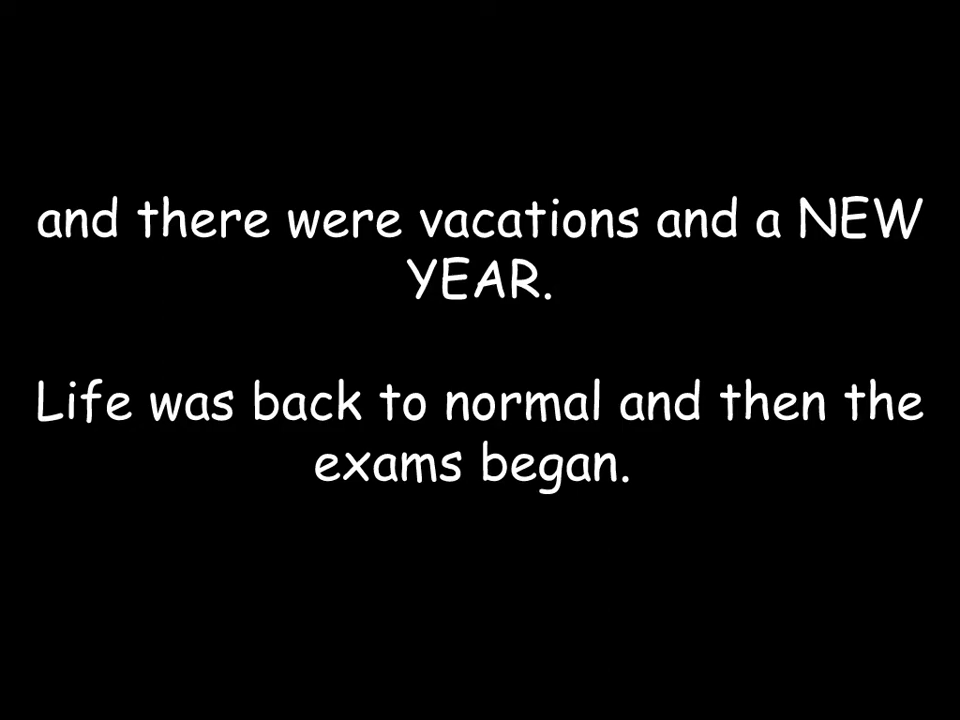 and there were vacations and a NEW
YEAR.
Life was back to normal and then the
exams began.